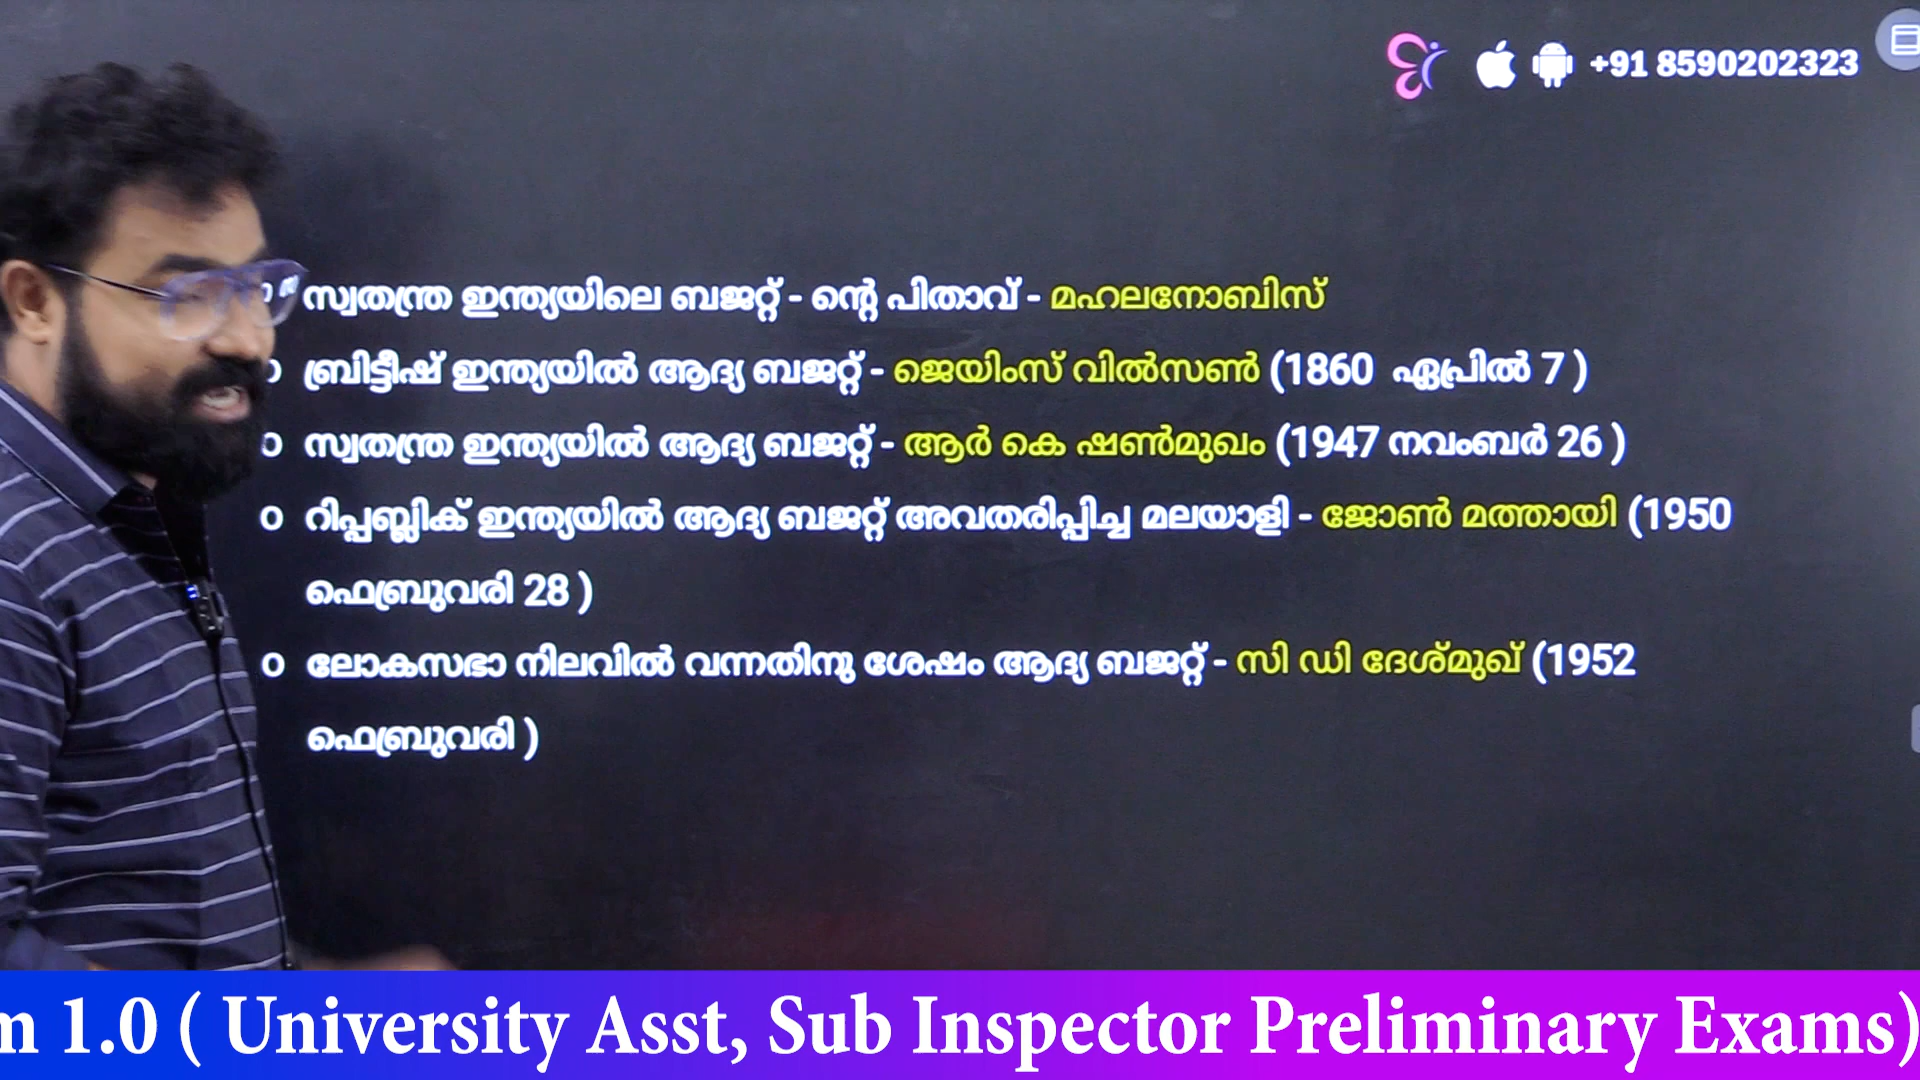 +91 8590202323
സ്വതന്ത്ര ഇന്ത്യയിലെ ബജറ്റ് - ന്റെ പിതാവ് - മഹലനോബിസ്
ബ്രിട്ടീഷ് ഇന്ത്യയിൽ ആദ്യ ബജറ്റ് - ജെയിംസ് വിൽസൺ (1860 ഏപ്രിൽ 7 )
സ്വതന്ത്ര ഇന്ത്യയിൽ ആദ്യ ബജറ്റ് - ആർ കെ ഷൺമുഖം (1947 നവംബർ 26 )
റിപ്പബ്ലിക് ഇന്ത്യയിൽ ആദ്യ ബജറ്റ് അവതരിപ്പിച്ച മലയാളി - ജോൺ മത്തായി (1950
ഫെബ്രുവരി 28 )
ലോകസഭാ നിലവിൽ വന്നതിനു ശേഷം ആദ്യ ബജറ്റ് - സി ഡി ദേശ്മുഖ് (1952
ഫെബ്രുവരി )
m 1.0 ( University Asst, Sub Inspector Preliminary Exams)